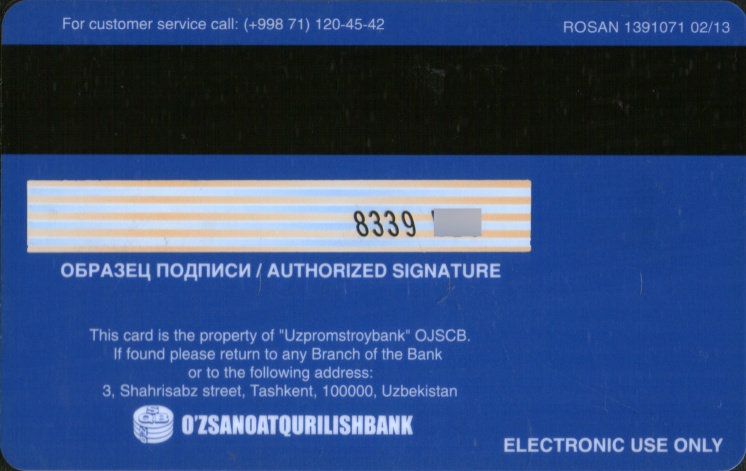 For customer service call: (+998 71) 120-45-42
ROSAN 1391071 02/13
8339
ОБРАЗЕЦ ПОДПИСИ / AUTHORIZED SIGNATURE
This card is the property of "Uzpromstroybank" OJSCB.
If found please return to any Branch of the Bank
or to the following address:
3, Shahrisabz street, Tashkent, 100000, Uzbekistan
O'ZSANOATQURILISHBANK
ELECTRONIC USE ONLY